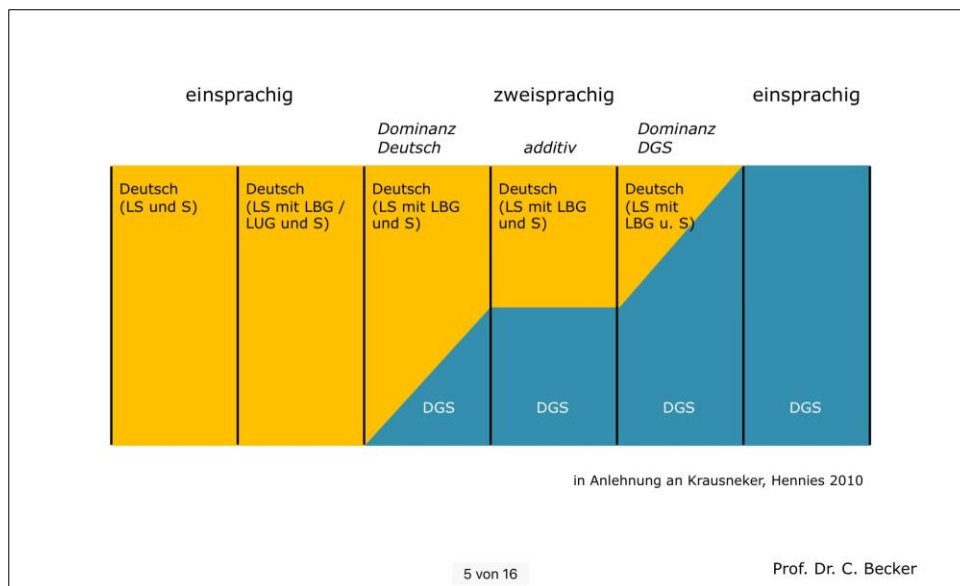 einsprachig
zweisprachig
einsprachig
Dominanz
Deutsch
additiv
Dominanz
DGS
Deutsch
(LS und S)
Deutsch
(LS mit LBG /
LUG und S)
Deutsch
(LS mit LBG
und S)
Deutsch
(LS mit LBG
und S)
Deutsch
(LS mit
LBG u. S)
DGS
DGS
DGS
DGS
in Anlehnung an Krausneker, Hennies 2010
5 von 16
Prof. Dr. C. Becker